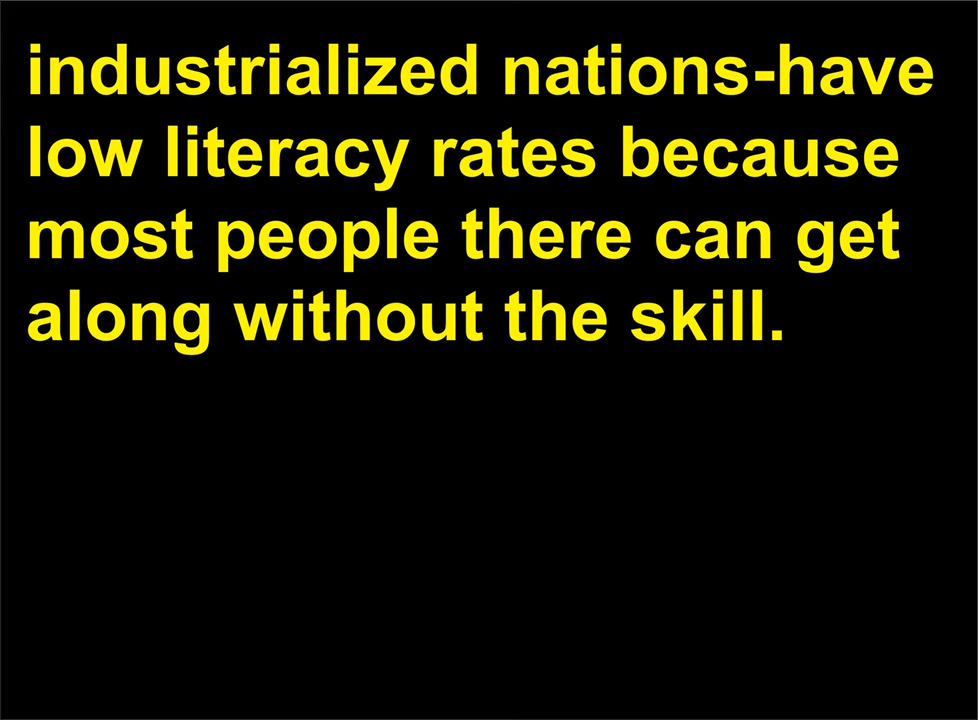 industrialized nations-have
low literacy rates because
most people there can get
along without the skill.